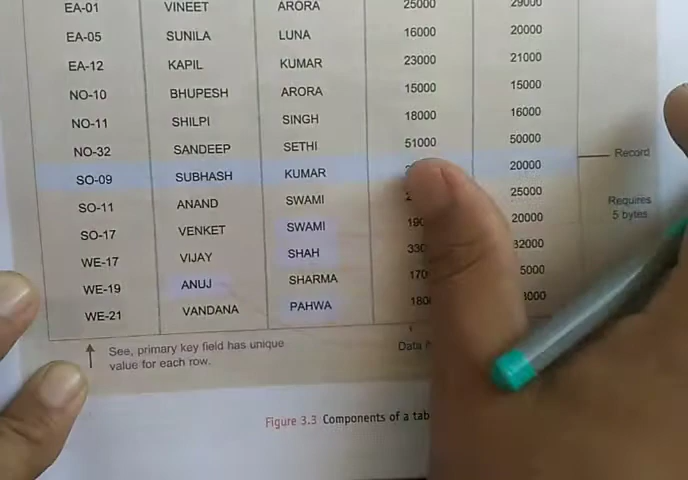 EA-01 VINEET ARORA 25000 29000
EA-05 SUNILA LUNA 16000 20000
EA-12 KAPIL KUMAR 23000 21000
NO-10 BHUPESH ARORA 15000 15000
NO-11 SHILPI SINGH 18000 16000
NO-32 SANDEEP SETHI 51000 50000
Record
SO-09 SUBHASH KUMAR 20000
SO-11 ANAND SWAMI 25000
Requires
5 bytes
SO-17 VENKET SWAMI 20000
WE-17 VIJAY SHAH
WE-19 ANUJ SHARMA
WE-21 VANDANA PAHWA
See, primary key field has unique
value for each row.
Data
Figure 3.3 Components of a